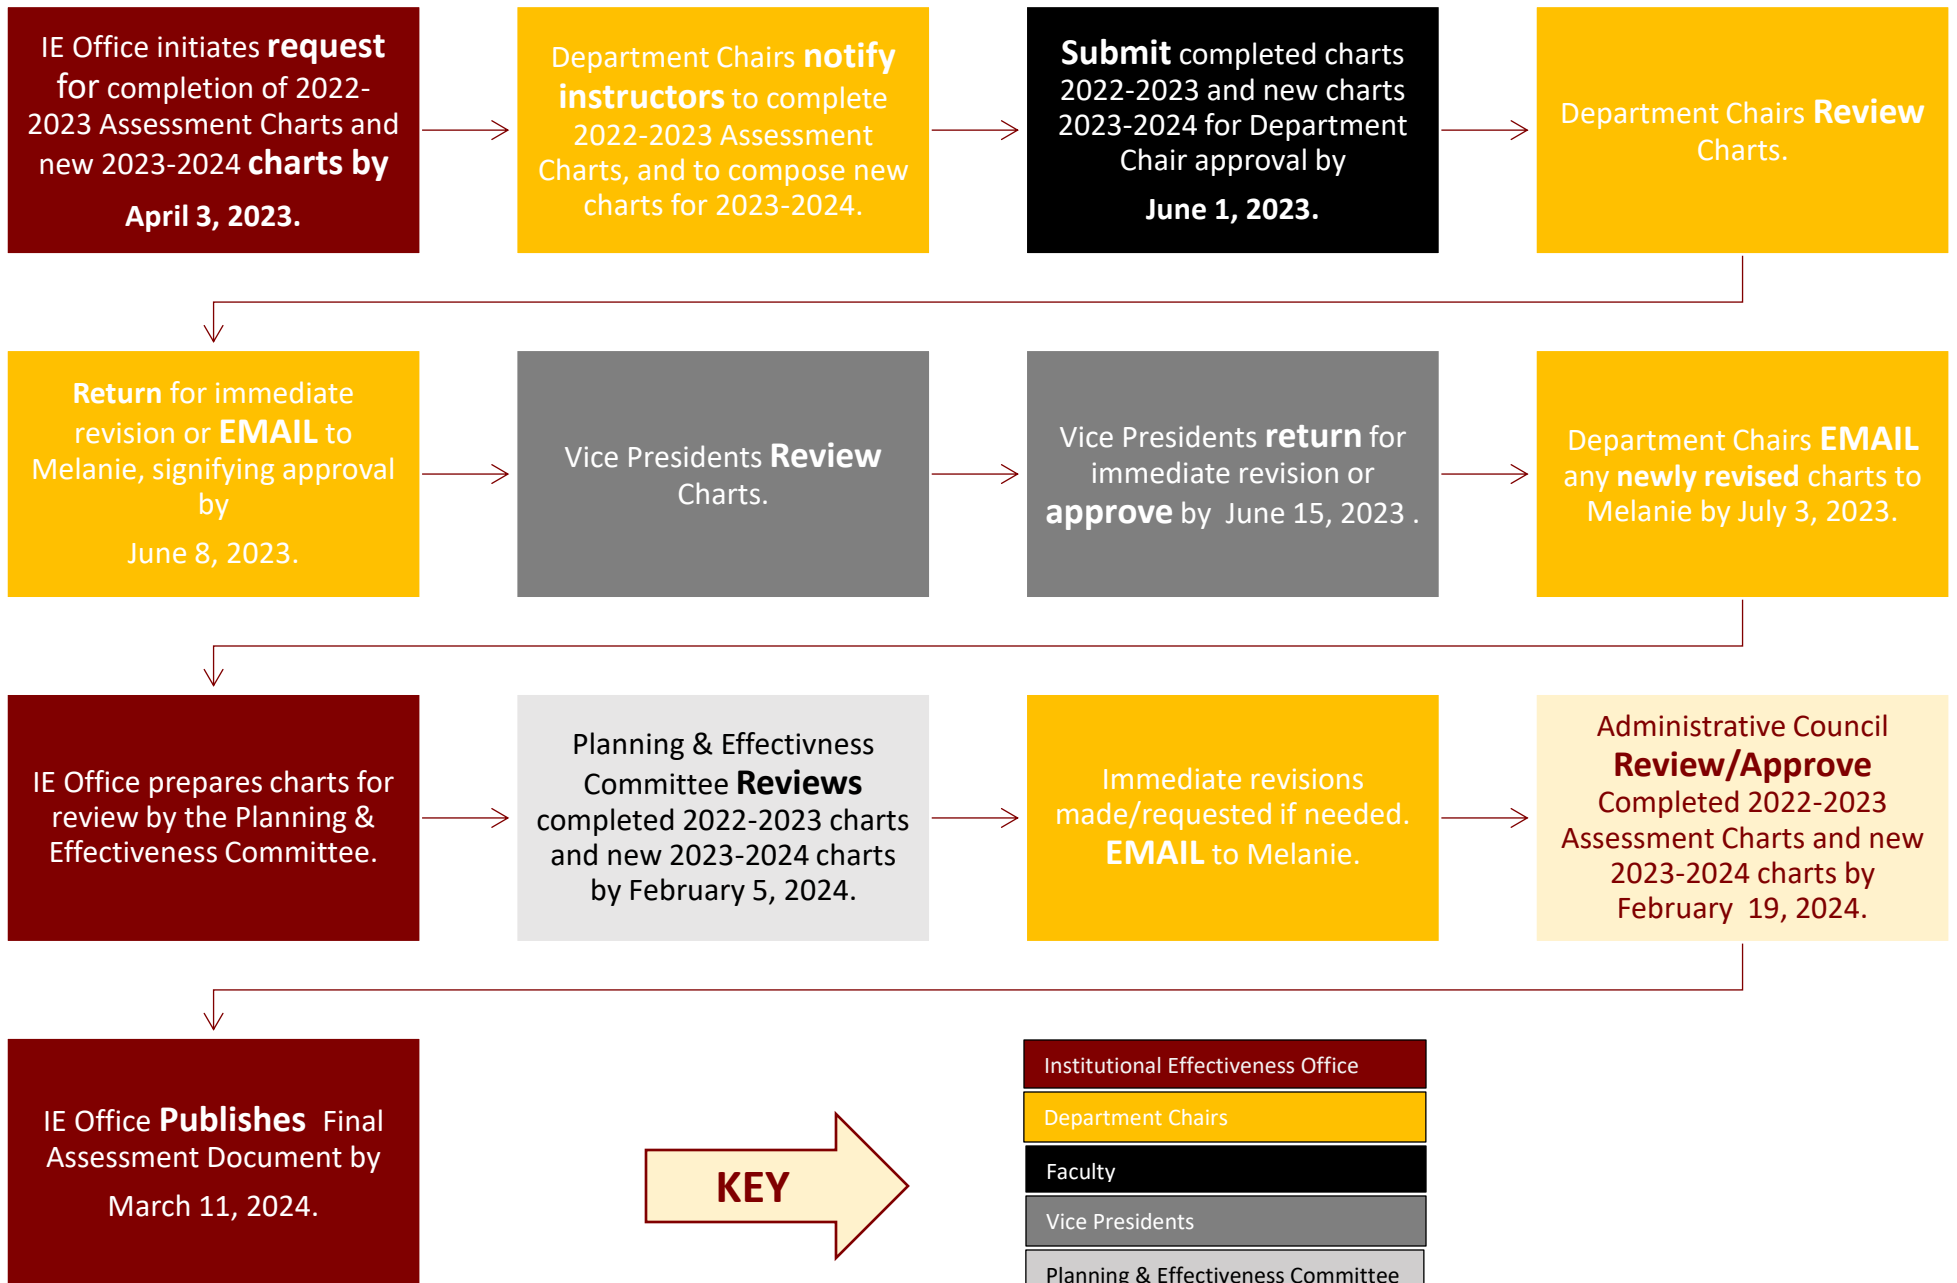 IE Office initiates request
for completion of 2022-
2023 Assessment Charts and
new 2023-2024 charts by
April 3, 2023.
Department Chairs notify
instructors to complete
2022-2023 Assessment
Charts, and to compose new
charts for 2023-2024.
Submit completed charts
2022-2023 and new charts
2023-2024 for Department
Chair approval by
June 1, 2023.
Department Chairs Review
Charts.
Return for immediate
revision or EMAIL to
Melanie, signifying approval
by
June 8, 2023.
Vice Presidents Review
Charts.
Vice Presidents return for
immediate revision or
approve by June 15, 2023 .
Department Chairs EMAIL
any newly revised charts to
Melanie by July 3, 2023.
IE Office prepares charts for
review by the Planning &
Effectiveness Committee.
Planning & Effectivness
Committee Reviews
completed 2022-2023 charts
and new 2023-2024 charts
by February 5, 2024.
Immediate revisions
made/requested if needed.
EMAIL to Melanie.
Administrative Council
Review/Approve
Completed 2022-2023
Assessment Charts and new
2023-2024 charts by
February 19, 2024.
IE Office Publishes Final
Assessment Document by
March 11, 2024.
KEY
Institutional Effectiveness Office
Department Chairs
Faculty
Vice Presidents
Planning & Effectiveness Committee